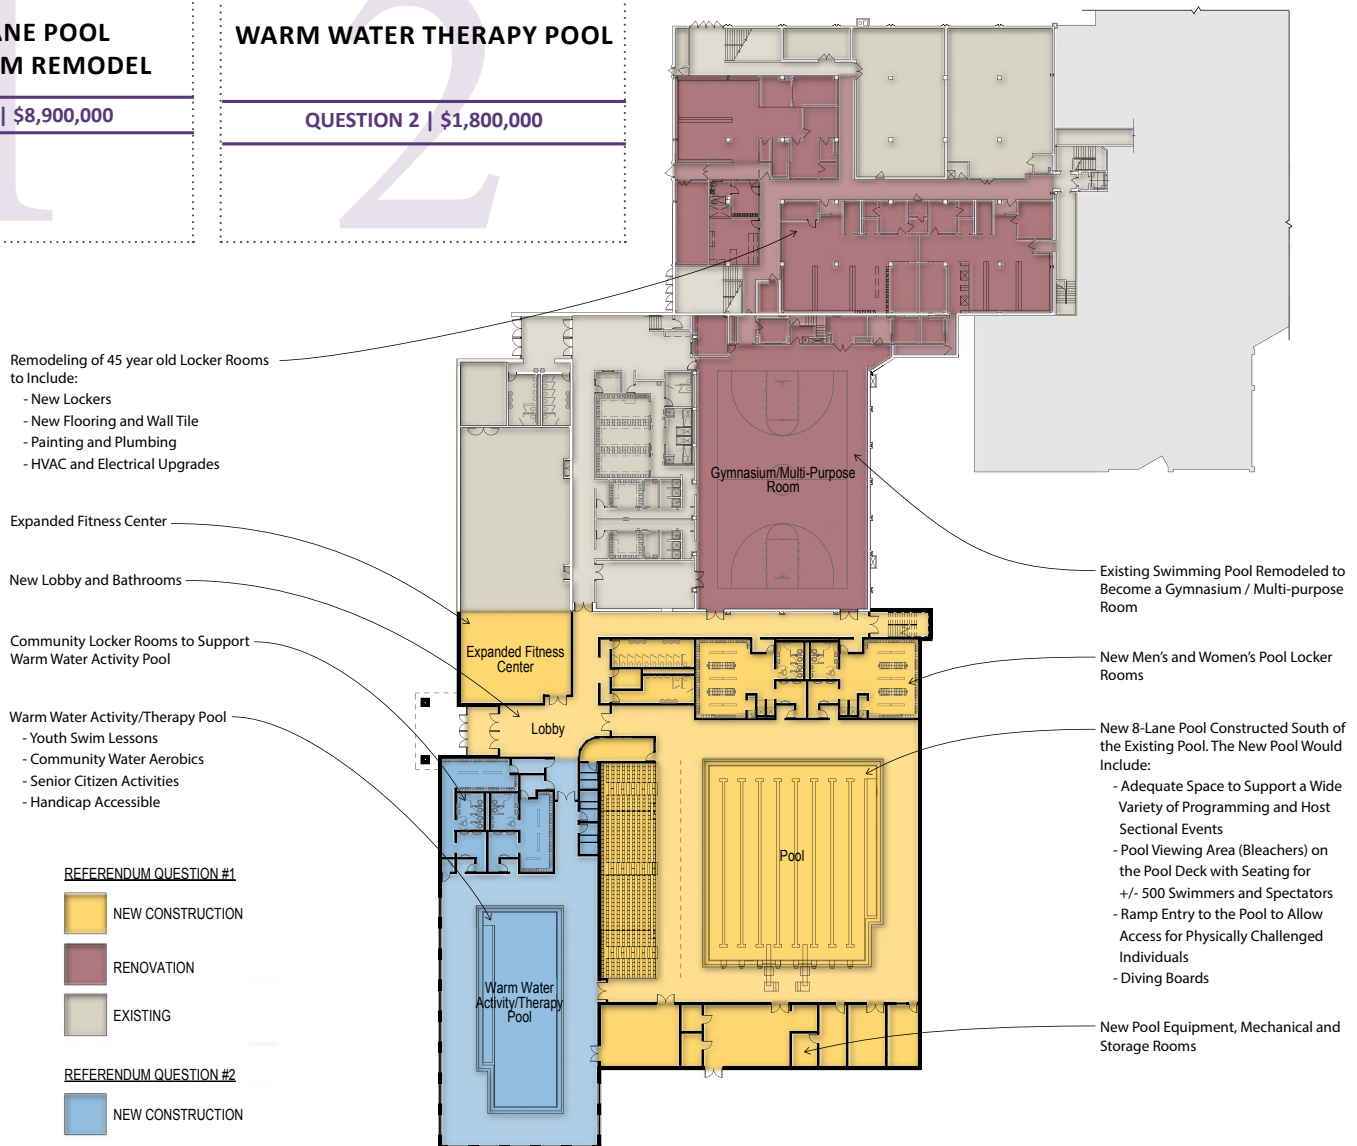 ANE POOL
M REMODEL
| $8,900,000
1
WARM WATER THERAPY POOL
QUESTION 2 | $1,800,000
2
Remodeling of 45 year old Locker Rooms
to Include:
- New Lockers
- New Flooring and Wall Tile
- Painting and Plumbing
- HVAC and Electrical Upgrades
Expanded Fitness Center
New Lobby and Bathrooms
Community Locker Rooms to Support
Warm Water Activity Pool
Warm Water Activity/Therapy Pool
- Youth Swim Lessons
- Community Water Aerobics
- Senior Citizen Activities
- Handicap Accessible
REFERENDUM QUESTION #1
NEW CONSTRUCTION
RENOVATION
EXISTING
REFERENDUM QUESTION #2
NEW CONSTRUCTION
Gymnasium/Multi-Purpose
Room
Expanded Fitness
Center
Lobby
Pool
Warm Water
Activity/Therapy
Pool
Existing Swimming Pool Remodeled to
Become a Gymnasium / Multi-purpose
Room
New Men's and Women's Pool Locker
Rooms
New 8-Lane Pool Constructed South of
the Existing Pool. The New Pool Would
Include:
- Adequate Space to Support a Wide
Variety of Programming and Host
Sectional Events
- Pool Viewing Area (Bleachers) on
the Pool Deck with Seating for
+/- 500 Swimmers and Spectators
- Ramp Entry to the Pool to Allow
Access for Physically Challenged
Individuals
- Diving Boards
New Pool Equipment, Mechanical and
Storage Rooms